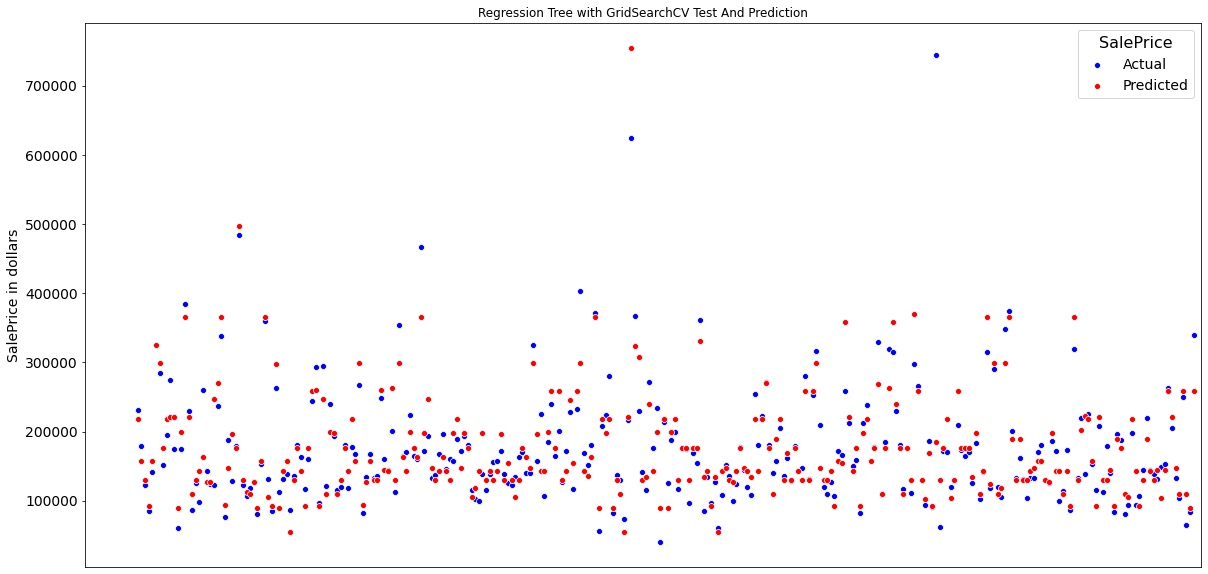 Regression Tree with GridSearchCV Test And Prediction
SalePrice
Actual
Predicted
700000
600000
500000
400000
300000
200000
100000
SalePrice in dollars